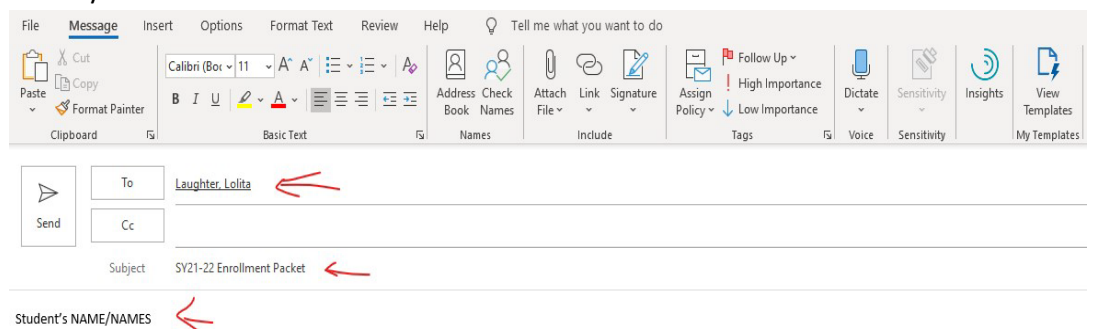 File Message Insert Options Format Text Review Help Tell me what you want to do
Cut
Copy
Paste
Format Painter
Clipboard
Calibri (Boc 11 A^ A˅
B I U A
Basic Text
Address Book
Check Names
Names
Attach File
Link
Signature
Include
Assign Policy
Follow Up
High Importance
Low Importance
Tags
Dictate
Voice
Sensitivity
Sensitivity
Insights
View Templates
My Templates
Send
To Laughter, Lolita
Cc
Subject SY21-22 Enrollment Packet
Student's NAME/NAMES